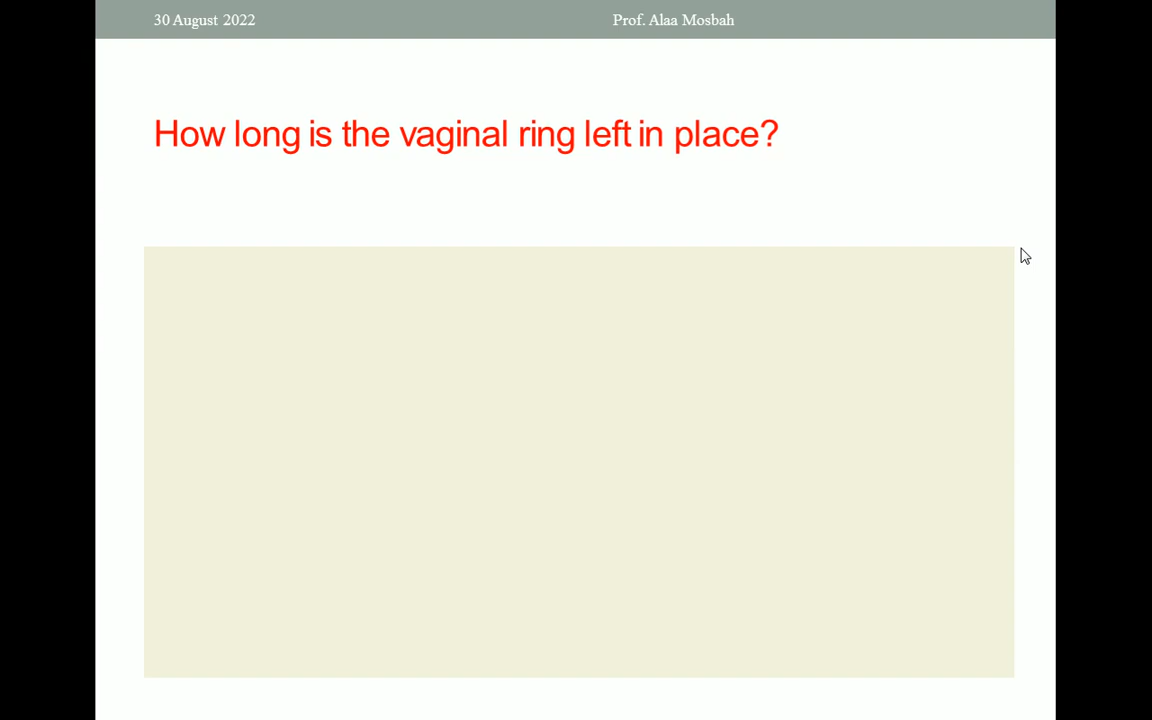 30 August 2022
Prof. Alaa Mosbah
How long is the vaginal ring left in place?